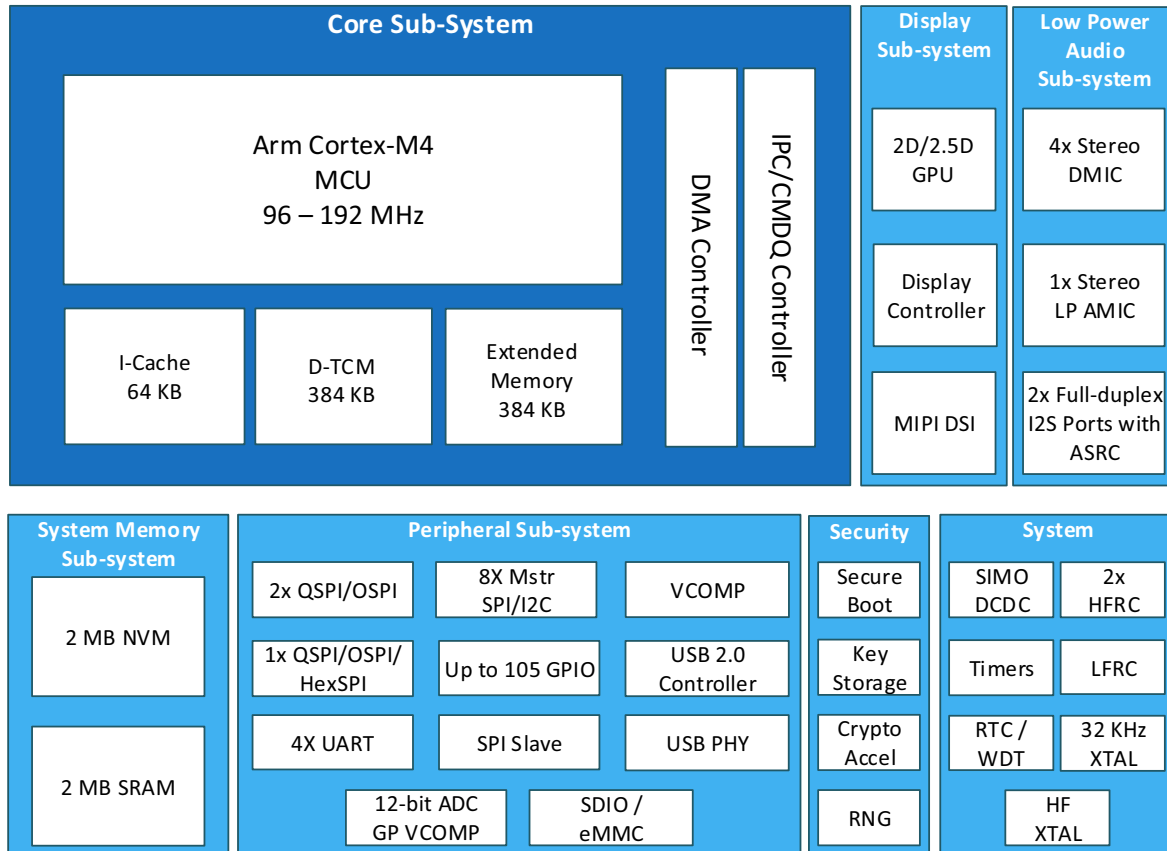 Core Sub-System
Arm Cortex-M4
MCU
96 – 192 MHz
I-Cache
64 KB
D-TCM
384 KB
Extended
Memory
384 KB
DMA Controller
IPC/CMDQ Controller
Display
Sub-system
2D/2.5D
GPU
Display
Controller
MIPI DSI
Low Power
Audio
Sub-system
4x Stereo
DMIC
1x Stereo
LP AMIC
2x Full-duplex
I2S Ports with
ASRC
System Memory
Sub-system
2 MB NVM
2 MB SRAM
Peripheral Sub-system
2x QSPI/OSPI
8X Mstr
SPI/I2C
VCOMP
1x QSPI/OSPI/
HexSPI
Up to 105 GPIO
USB 2.0
Controller
4X UART
SPI Slave
USB PHY
12-bit ADC
GP VCOMP
SDIO /
eMMC
Security
Secure
Boot
Key
Storage
Crypto
Accel
RNG
System
SIMO
DCDC
2x
HFRC
Timers
LFRC
RTC /
WDT
32 KHz
XTAL
HF
XTAL